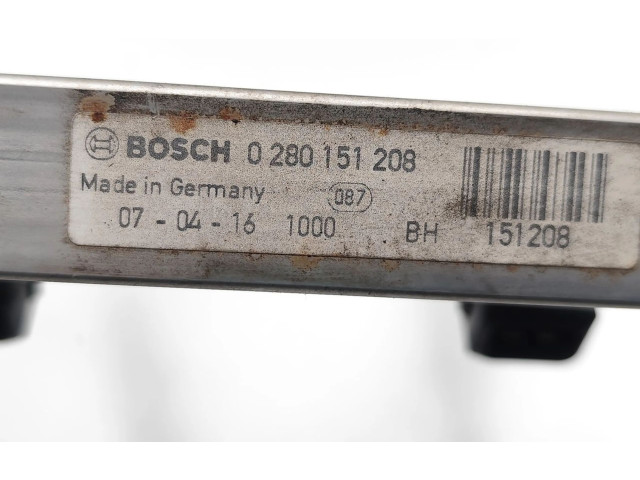 BOSCH 0 280 151 208
Made in Germany 087
07 - 04 - 16 1000 BH 151208